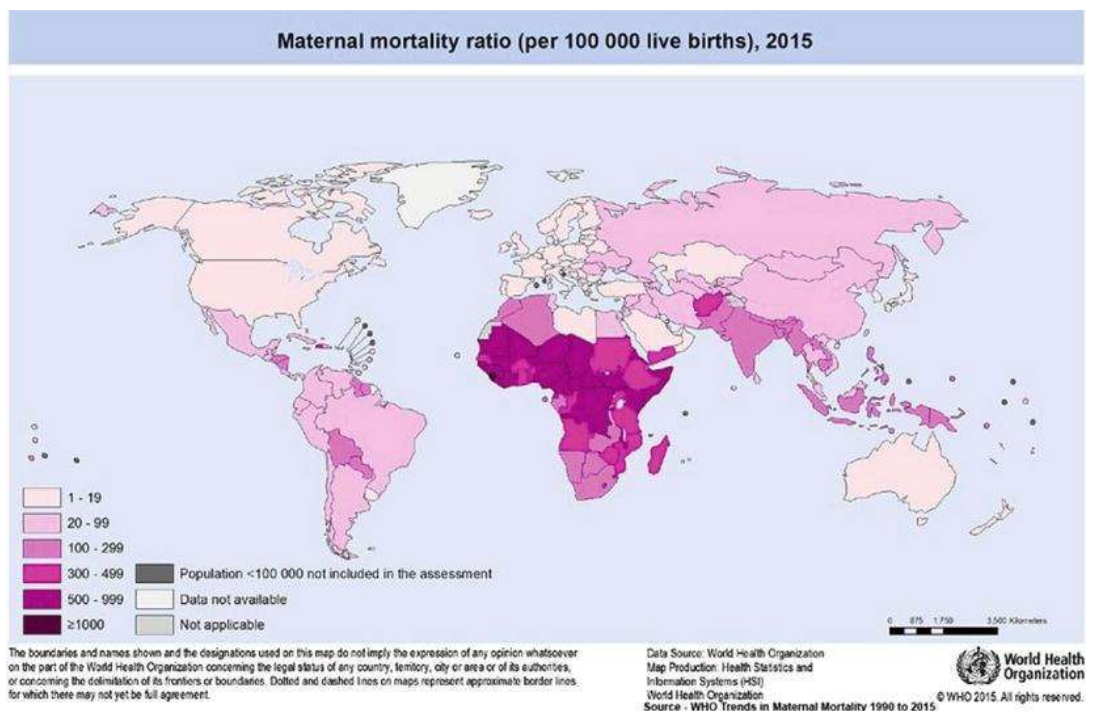 Maternal mortality ratio (per 100 000 live births), 2015
1 - 19
20 - 99
100 - 299
300 - 499
500 - 999
≥1000
Population <100 000 not included in the assessment
Data not available
Not applicable
0 875 1,750 3,500 Kilometers
The boundaries and names shown and the designations used on this map do not imply the expression of any opinion whatsoever
on the part of the World Health Organization concerning the legal status of any country, territory, city or area or of its authorities,
or concerning the delimitation of its frontiers or boundaries. Dotted and dashed lines on maps represent approximate border lines
for which there may not yet be full agreement.
Data Source: World Health Organization
Map Production: Health Statistics and
Information Systems (HSI)
World Health Organization
Source - WHO Trends in Maternal Mortality 1990 to 2015
World Health
Organization
© WHO 2015. All rights reserved.